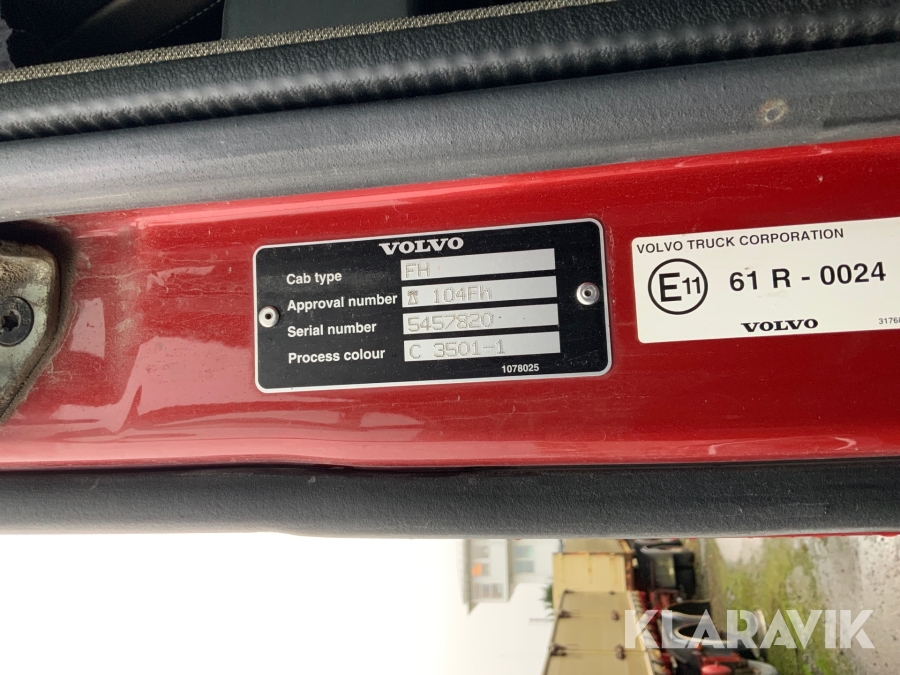 VOLVO
Cab type FH
Approval number 104Fh
Serial number 5457820
Process colour C 3501-1
1078025
VOLVO TRUCK CORPORATION
E11 61 R - 0024
VOLVO
3176
KLARAVIK